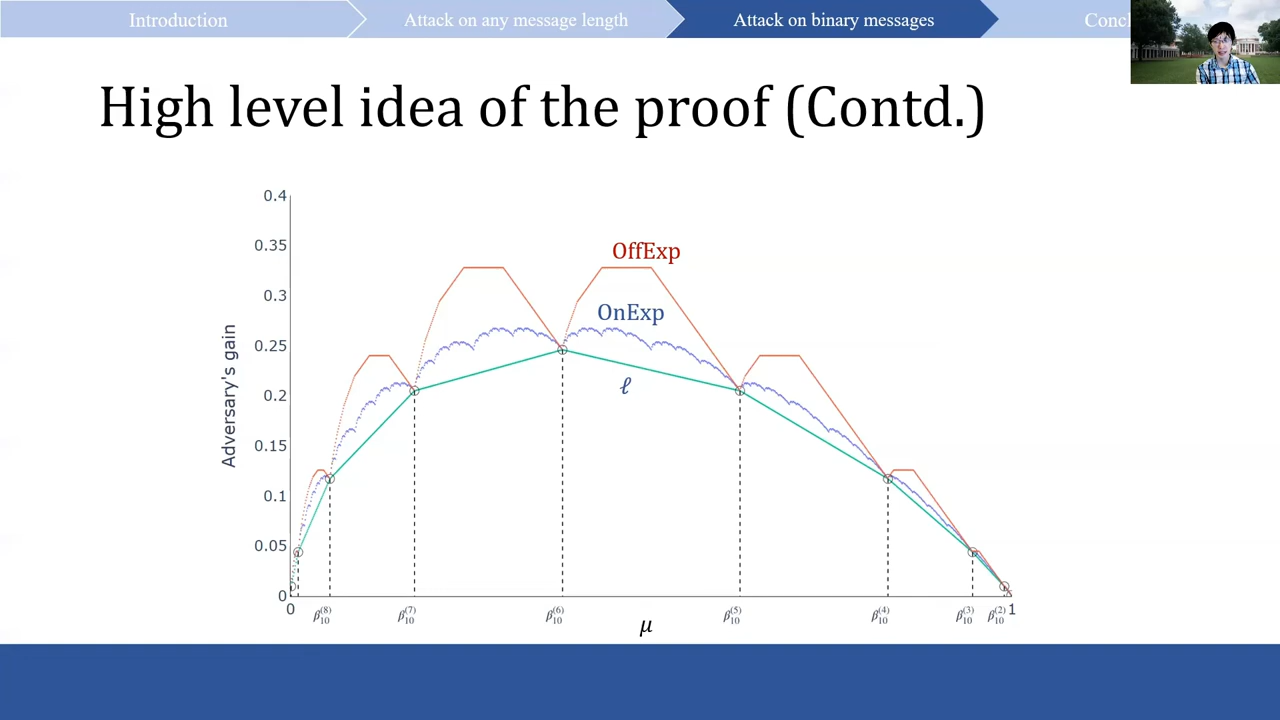 Introduction
Attack on any message length
Attack on binary messages
Concl
High level idea of the proof (Contd.)
0.4
0.35
0.3
0.25
0.2
0.15
0.1
0.05
0
Adversary's gain
OffExp
OnExp
ℓ
0 β₁₀⁽⁸⁾ β₁₀⁽⁷⁾ β₁₀⁽⁶⁾ β₁₀⁽⁵⁾ β₁₀⁽⁴⁾ β₁₀⁽³⁾ β₁₀⁽²⁾ 1
μ